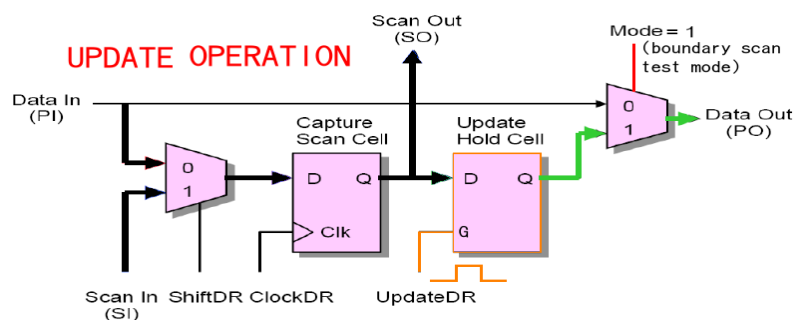 Scan Out
(SO)
UPDATE OPERATION
Mode= 1
(boundary scan
test mode)
Data In
(PI)
Capture
Scan Cell
Update
Hold Cell
0
1
Data Out
(PO)
0
1
D
Q
Clk
D
Q
G
Scan In
(SI)
ShiftDR
ClockDR
UpdateDR